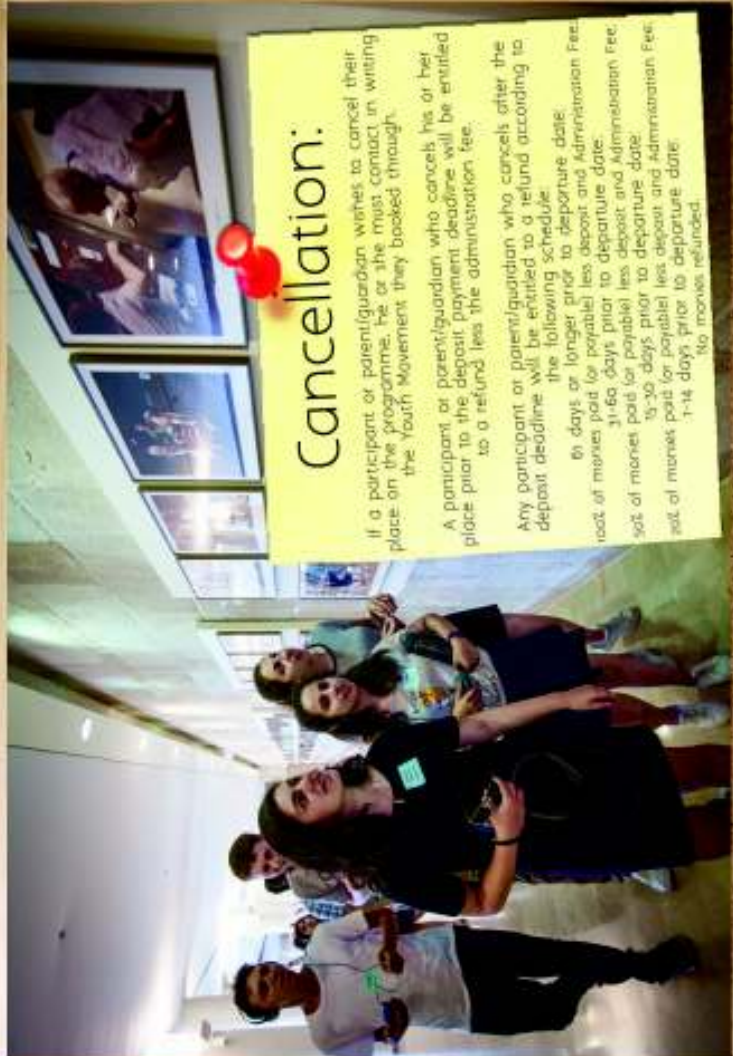 Cancellation:
If a participant or parent/guardian wishes to cancel their
place on the programme, he or she must contact in writing
the Youth Movement they booked through.
A participant or parent/guardian who cancels his or her
place prior to the deposit payment deadline will be entitled
to a refund less the administration fee.
Any participant or parent/guardian who cancels after the
deposit deadline will be entitled to a refund according to
the following schedule:
61 days or longer prior to departure date:
100% of monies paid (or payable) less deposit and Administration Fee;
31-60 days prior to departure date:
50% of monies paid (or payable) less deposit and Administration Fee;
15-30 days prior to departure date:
20% of monies paid (or payable) less deposit and Administration Fee;
1-14 days prior to departure date:
No monies refunded.